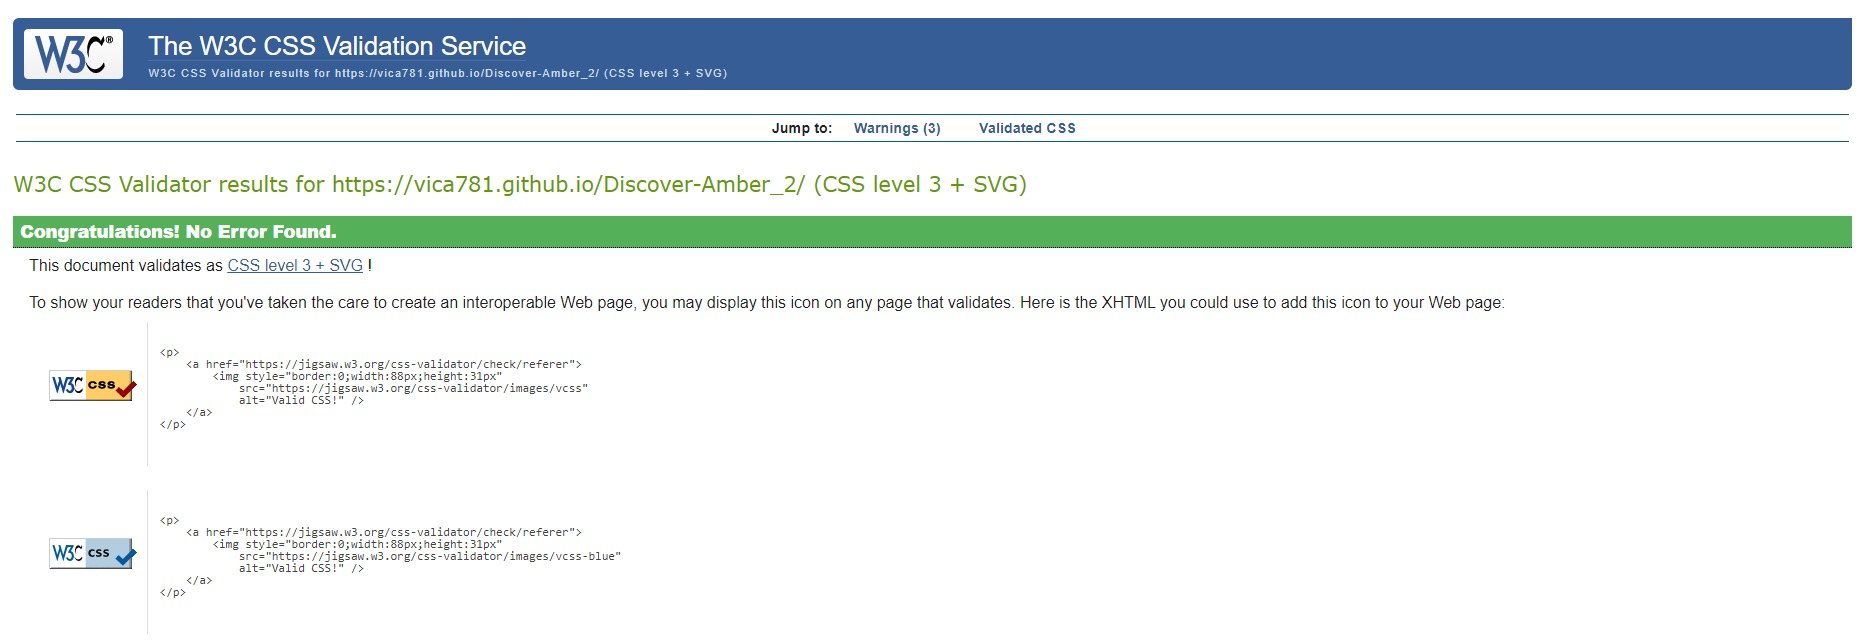 W3C®
The W3C CSS Validation Service
W3C CSS Validator results for https://vica781.github.io/Discover-Amber_2/ (CSS level 3 + SVG)
Jump to: Warnings (3) Validated CSS
W3C CSS Validator results for https://vica781.github.io/Discover-Amber_2/ (CSS level 3 + SVG)
Congratulations! No Error Found.
This document validates as CSS level 3 + SVG !
To show your readers that you've taken the care to create an interoperable Web page, you may display this icon on any page that validates. Here is the XHTML you could use to add this icon to your Web page:
W3C css
<p>
    <a href="https://jigsaw.w3.org/css-validator/check/referer">
        <img style="border:0;width:88px;height:31px"
            src="https://jigsaw.w3.org/css-validator/images/vcss"
            alt="Valid CSS!" />
    </a>
</p>
W3C css
<p>
    <a href="https://jigsaw.w3.org/css-validator/check/referer">
        <img style="border:0;width:88px;height:31px"
            src="https://jigsaw.w3.org/css-validator/images/vcss-blue"
            alt="Valid CSS!" />
    </a>
</p>